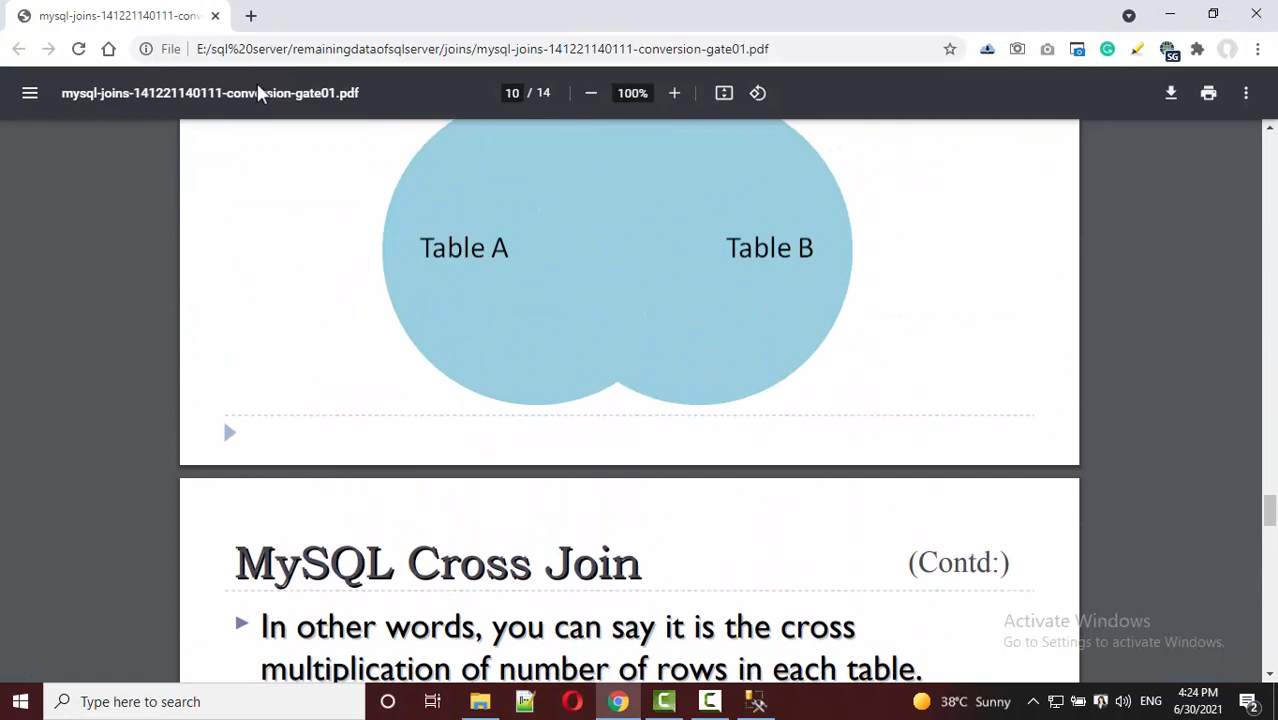 mysql-joins-141221140111-conv
File
E:/sql%20server/remainingdataofsqlserver/joins/mysql-joins-141221140111-conversion-gate01.pdf
SG
mysql-joins-141221140111-conversion-gate01.pdf
10 / 14
100%
Table A
Table B
MySQL Cross Join
(Contd:)
In other words, you can say it is the cross
multiplication of number of rows in each table.
Activate Windows
Go to Settings to activate Windows.
Type here to search
38°C Sunny
ENG
4:24 PM
6/30/2021
2